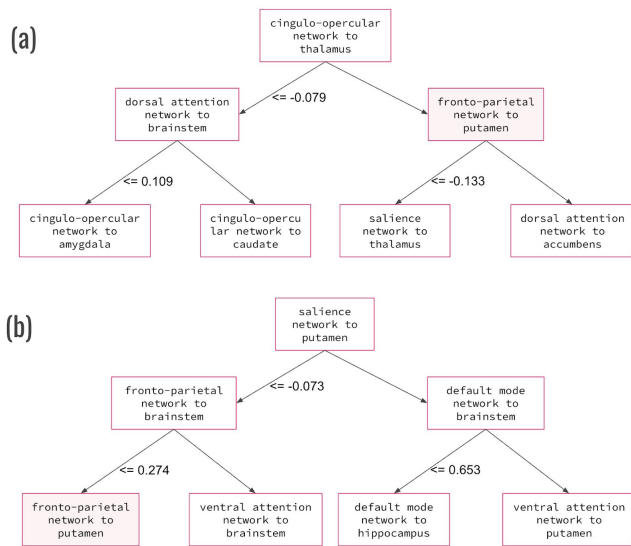 (a)
cingulo-opercular
network to
thalamus
<= -0.079
dorsal attention
network to
brainstem
fronto-parietal
network to
putamen
<= 0.109
<= -0.133
cingulo-opercular
network to
amygdala
cingulo-opercu
lar network to
caudate
salience
network to
thalamus
dorsal attention
network to
accumbens
(b)
salience
network to
putamen
<= -0.073
fronto-parietal
network to
brainstem
default mode
network to
brainstem
<= 0.274
<= 0.653
fronto-parietal
network to
putamen
ventral attention
network to
brainstem
default mode
network to
hippocampus
ventral attention
network to
putamen